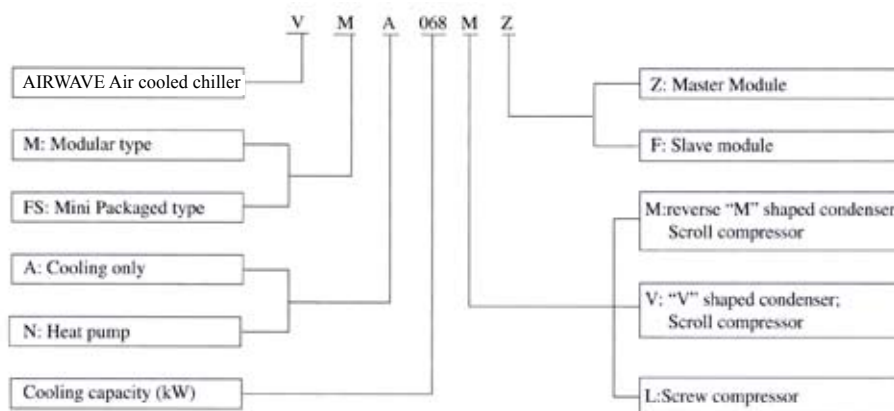 V M A 068 M Z
AIRWAVE Air cooled chiller
M: Modular type
FS: Mini Packaged type
A: Cooling only
N: Heat pump
Cooling capacity (kW)
Z: Master Module
F: Slave module
M:reverse “M” shaped condenser
Scroll compressor
V: “V” shaped condenser;
Scroll compressor
L:Screw compressor